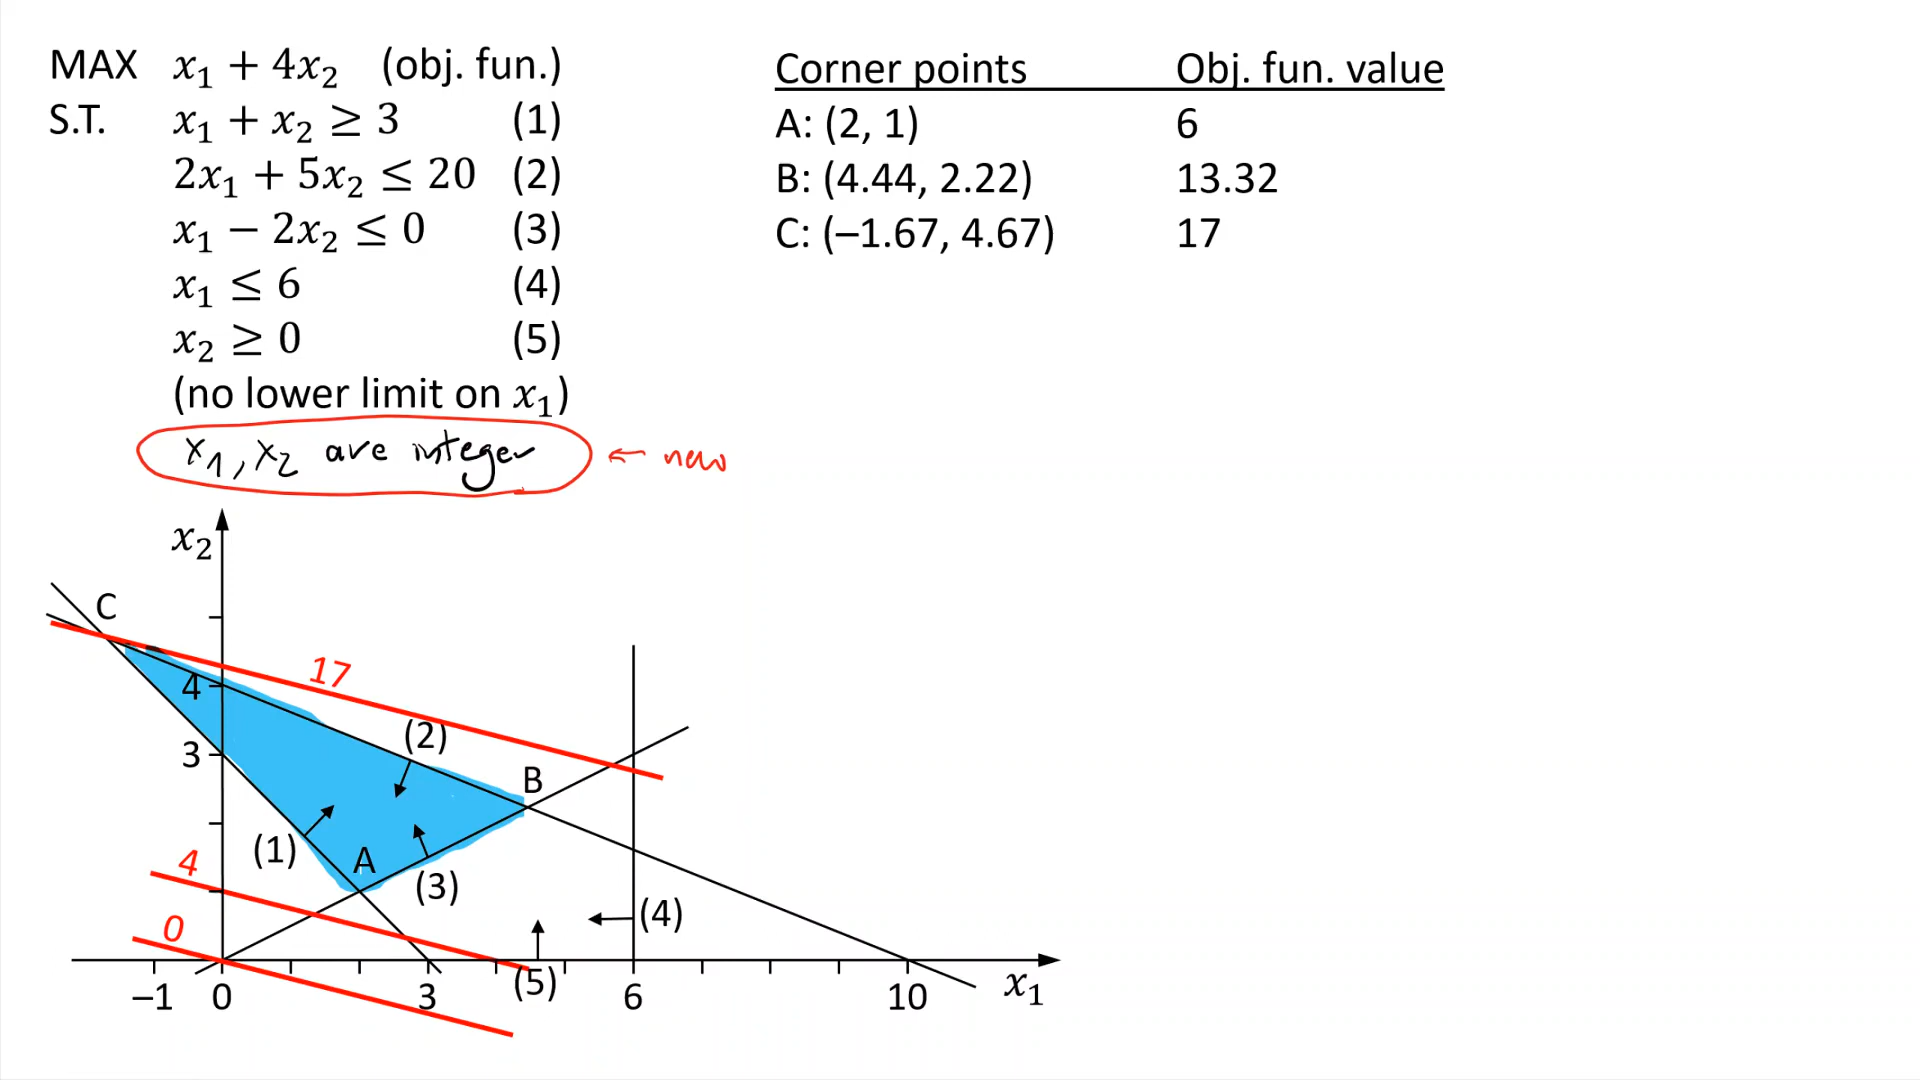 MAX x₁ + 4x₂ (obj. fun.)
S.T. x₁ + x₂ ≥ 3 (1)
2x₁ + 5x₂ ≤ 20 (2)
x₁ − 2x₂ ≤ 0 (3)
x₁ ≤ 6 (4)
x₂ ≥ 0 (5)
(no lower limit on x₁)
x₁, x₂ are integer ← new
Corner points Obj. fun. value
A: (2, 1) 6
B: (4.44, 2.22) 13.32
C: (–1.67, 4.67) 17
x₂
C
17
4
(2)
3
B
(1)
A
4
(3)
(4)
0
(5)
–1 0 3 6 10 x₁